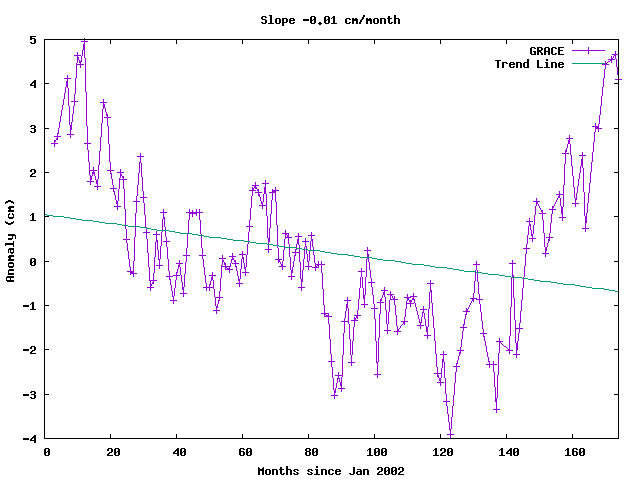 Slope -0.01 cm/month
GRACE
Trend Line
5
4
3
2
1
0
-1
-2
-3
-4
Anomaly (cm)
0 20 40 60 80 100 120 140 160
Months since Jan 2002